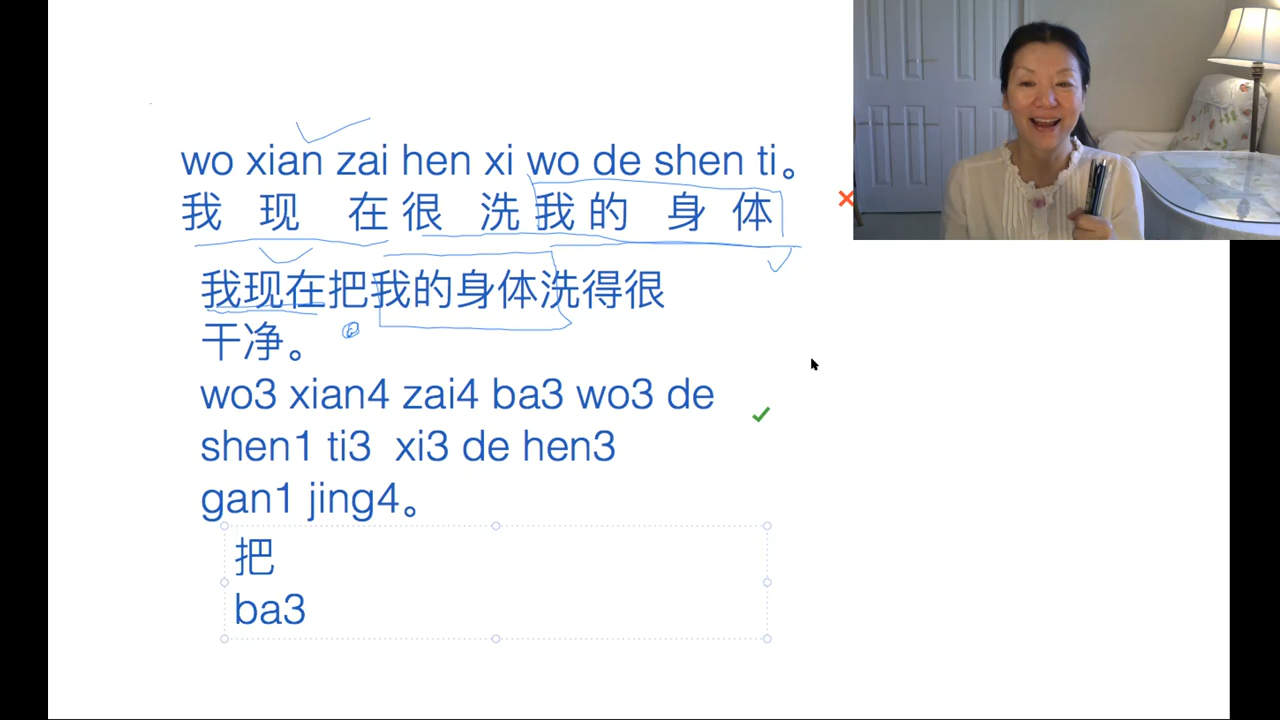 wo xian zai hen xi wo de shen ti。
我 现 在 很 洗 我 的 身 体
我现在把我的身体洗得很
干净。
wo3 xian4 zai4 ba3 wo3 de
shen1 ti3 xi3 de hen3
gan1 jing4。
把
ba3